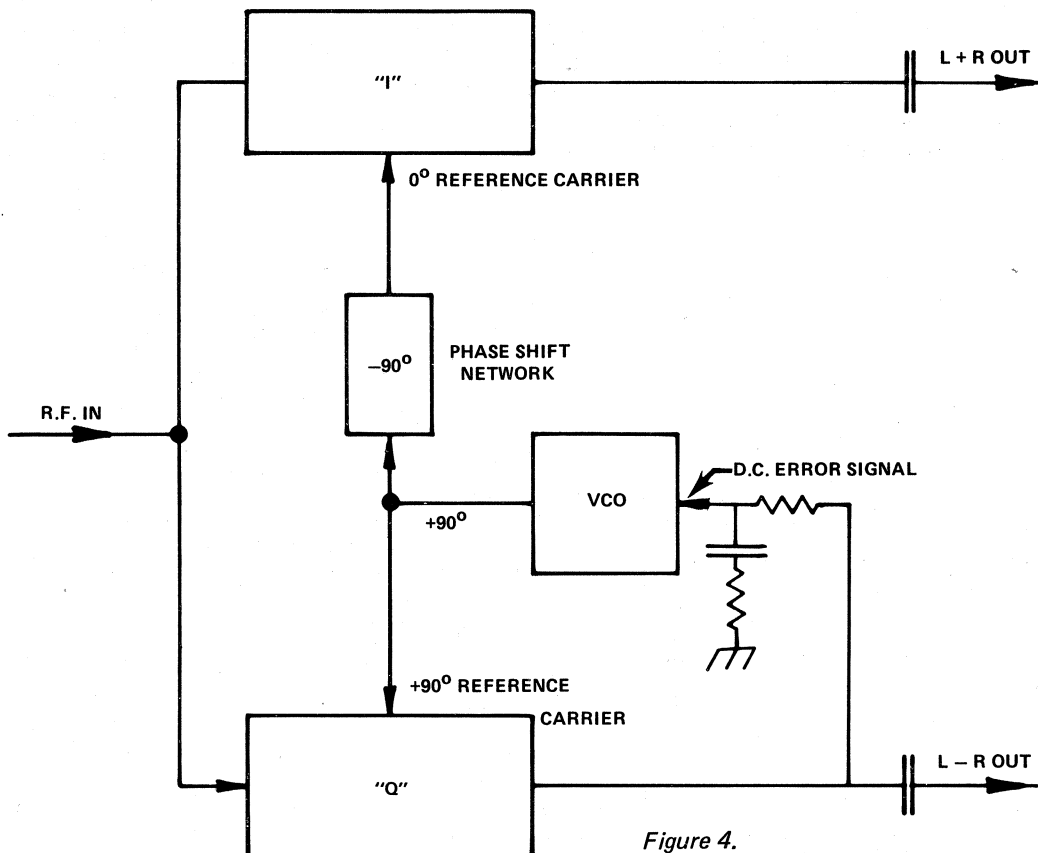 "I"
L + R OUT
0° REFERENCE CARRIER
–90°
PHASE SHIFT
NETWORK
R.F. IN
D.C. ERROR SIGNAL
VCO
+90°
+90° REFERENCE
CARRIER
"Q"
L – R OUT
Figure 4.